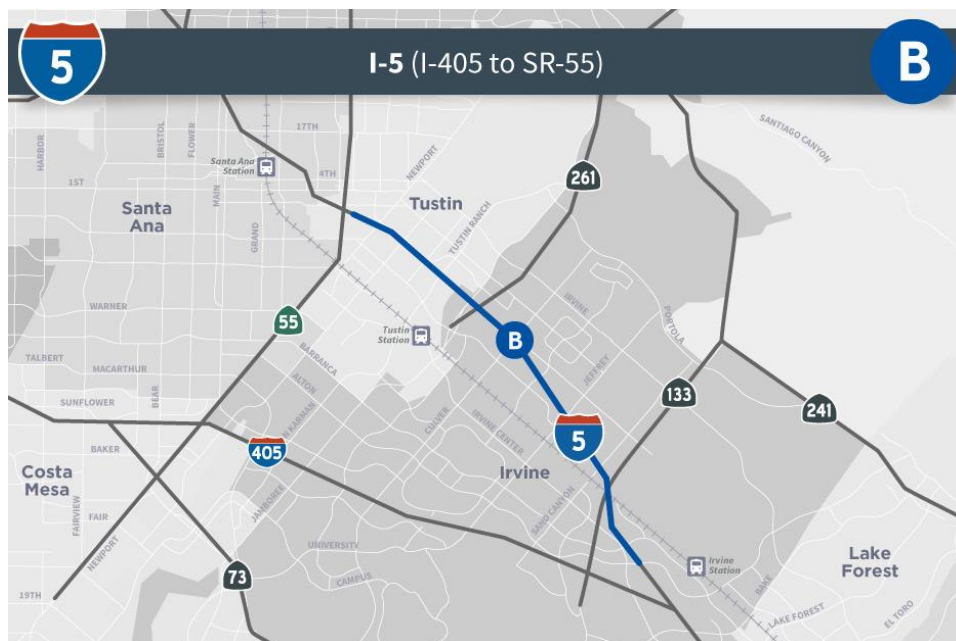 5
I-5 (I-405 to SR-55)
B
SANTIAGO CANYON
HARBOR
BRISTOL
FLOWER
17TH
NEWPORT
Santa Ana
Station
4TH
261
1ST
MAIN
Santa
Ana
Tustin
TUSTIN RANCH
GRAND
WARNER
55
Tustin
Station
IRVINE
PORTOLA
B
BARRANCA
TALBERT
MACARTHUR
JEFFREY
ALTON
SUNFLOWER
BEAR
133
241
CULVER
IRVINE CENTER
5
405
BAKER
Costa
Mesa
Irvine
FAIRVIEW
FAIR
JAMBOREE
SAND CANYON
UNIVERSITY
NEWPORT
73
CAMPUS
Irvine
Station
BAKE
Lake
Forest
19TH
LAKE FOREST
EL TORO